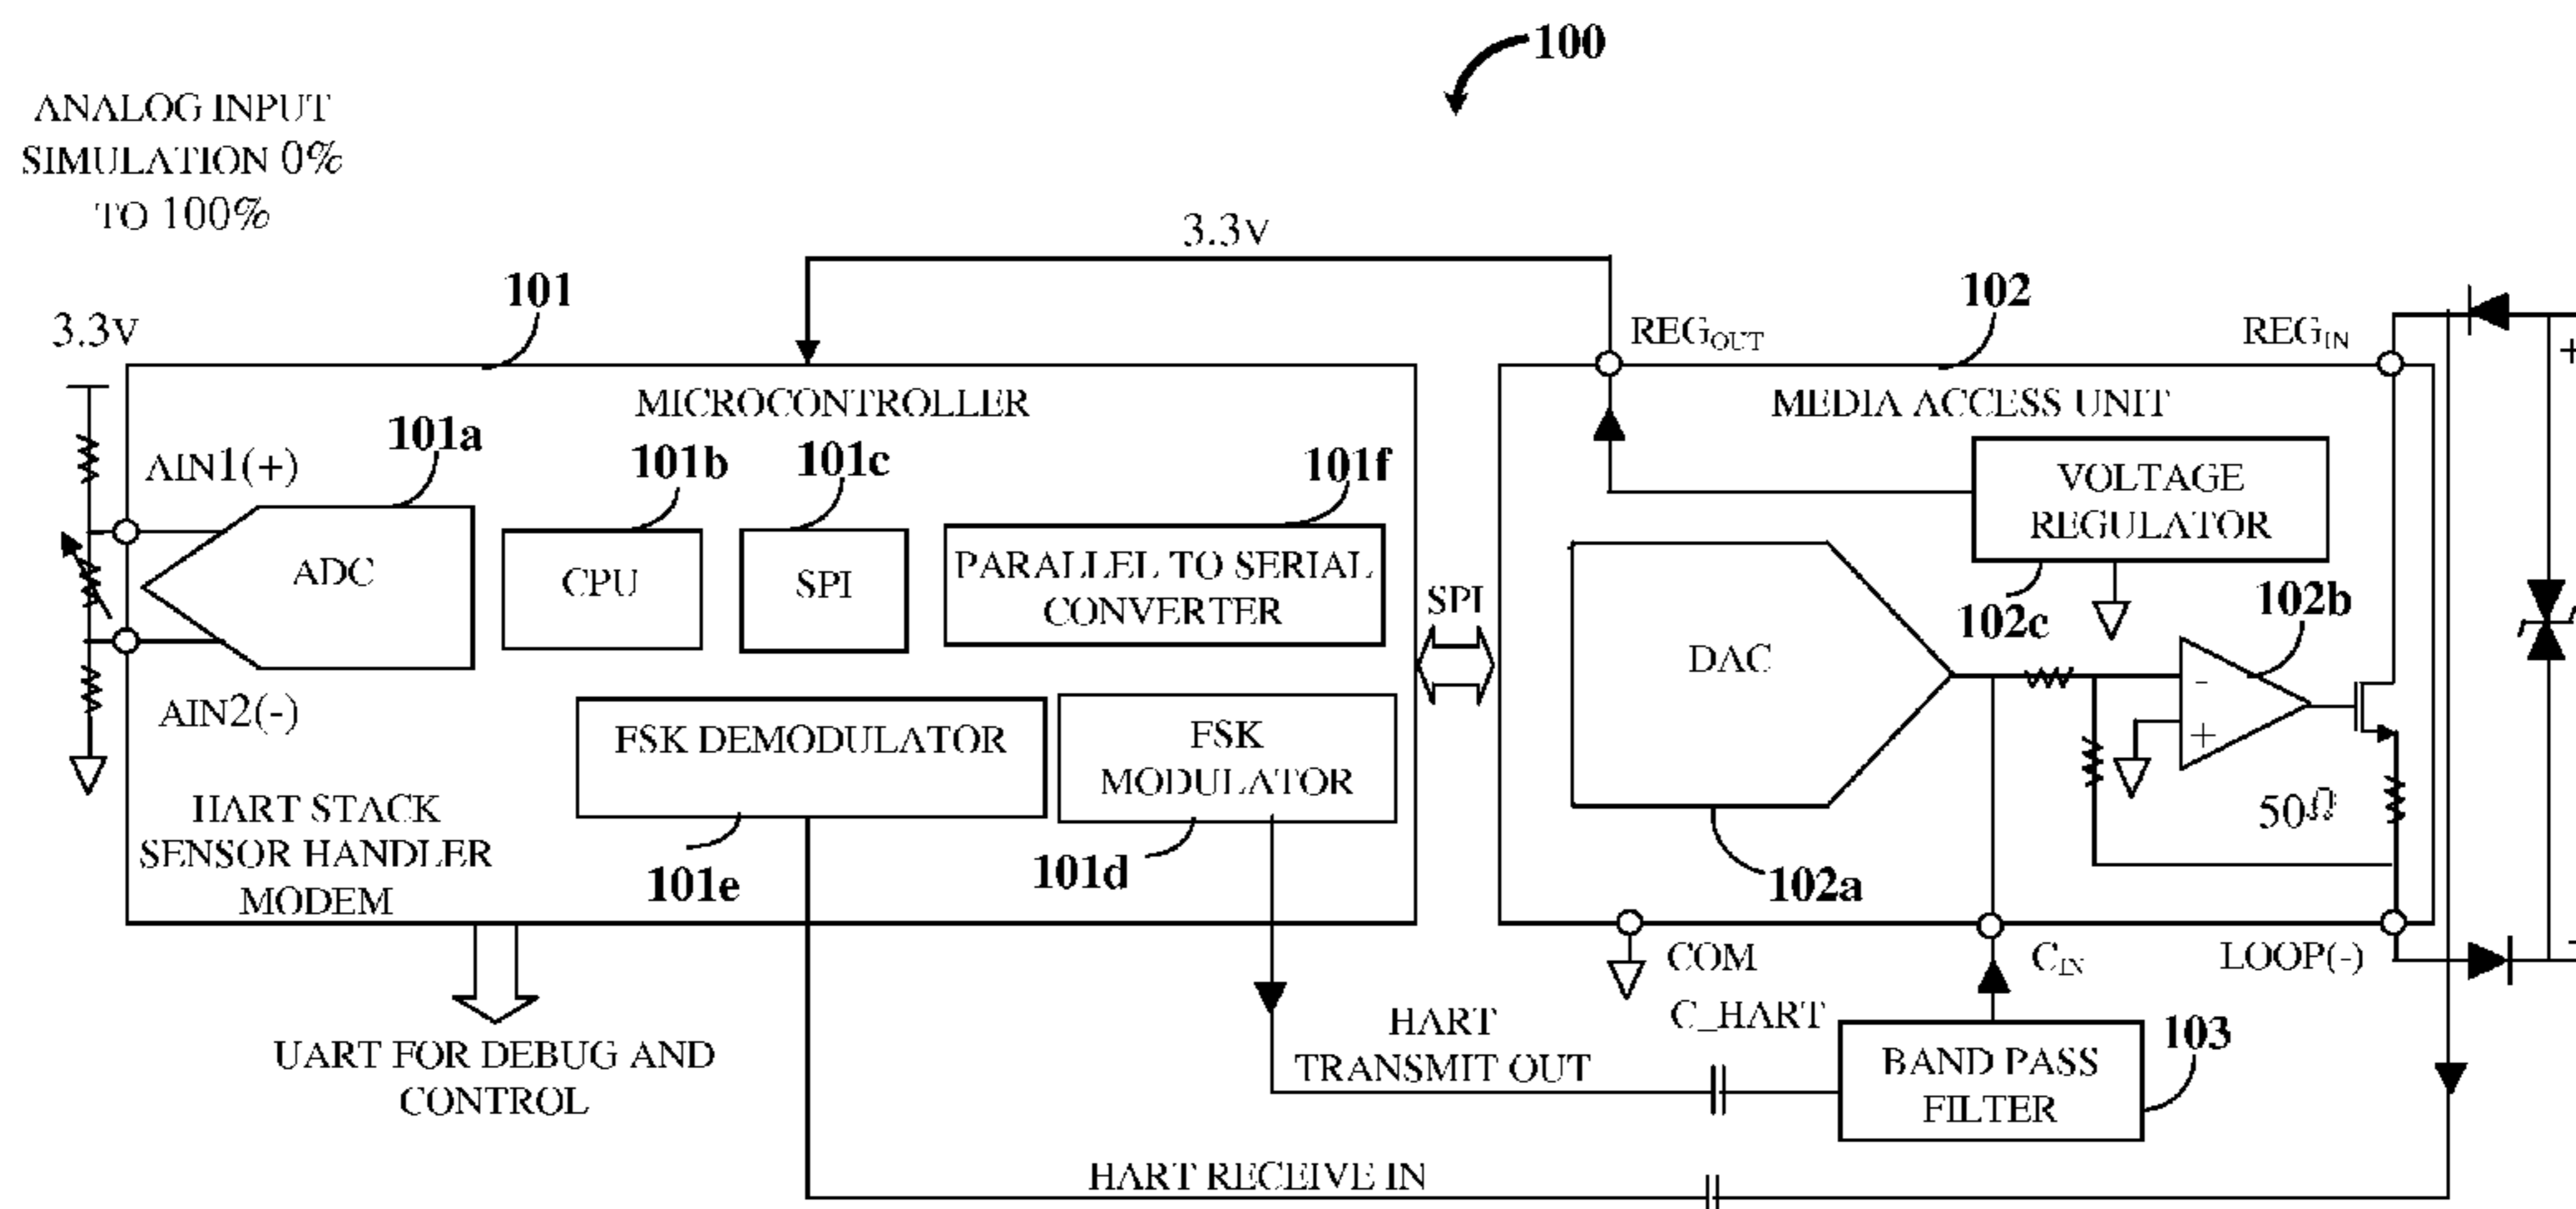 100
ANALOG INPUT
SIMULATION 0%
TO 100%
3.3V
3.3V
101
REGOUT
102
REGIN
+
MICROCONTROLLER
MEDIA ACCESS UNIT
AIN1(+)
101a
101b
101c
101f
ADC
CPU
SPI
PARALLEL TO SERIAL
CONVERTER
SPI
VOLTAGE
REGULATOR
102c
102b
DAC
-
+
AIN2(-)
FSK DEMODULATOR
FSK
MODULATOR
50Ω
HART STACK
SENSOR HANDLER
MODEM
101e
101d
102a
COM
CIN
LOOP(-)
-
C_HART
UART FOR DEBUG AND
CONTROL
HART
TRANSMIT OUT
BAND PASS
FILTER
103
HART RECEIVE IN